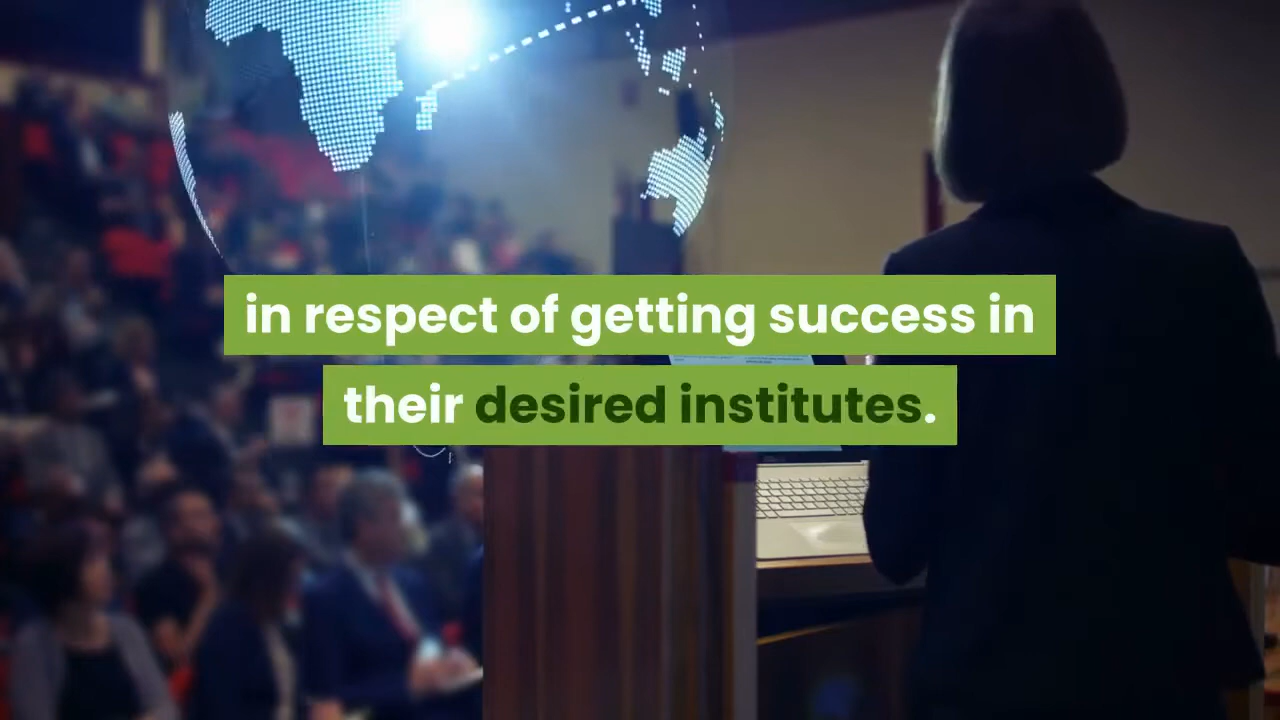 in respect of getting success in
their desired institutes.